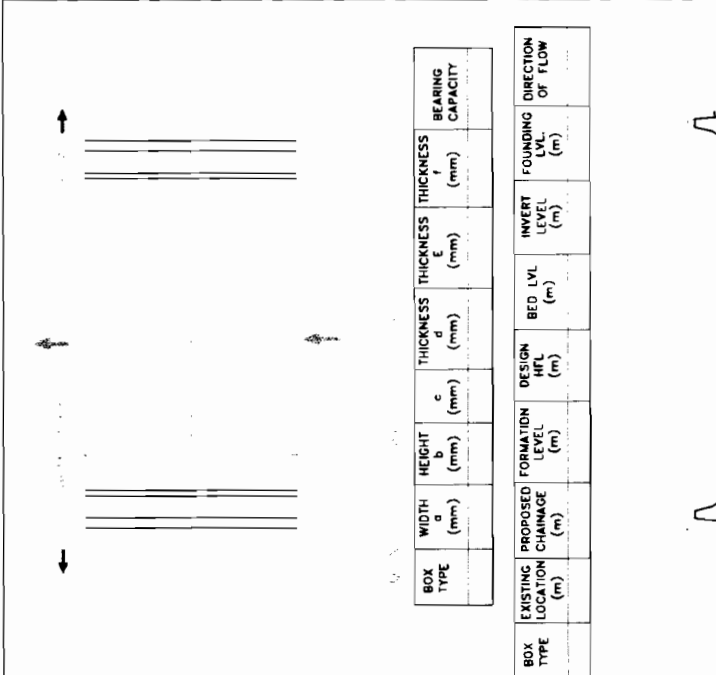 BOX
TYPE
WIDTH
a
(mm)
HEIGHT
b
(mm)
c
(mm)
THICKNESS
d
(mm)
THICKNESS
E
(mm)
THICKNESS
f
(mm)
BEARING
CAPACITY
BOX
TYPE
EXISTING
LOCATION
(m)
PROPOSED
CHAINAGE
(m)
FORMATION
LEVEL
(m)
DESIGN
HFL
(m)
BED LVL
(m)
INVERT
LEVEL
(m)
FOUNDING
LVL.
(m)
DIRECTION
OF FLOW